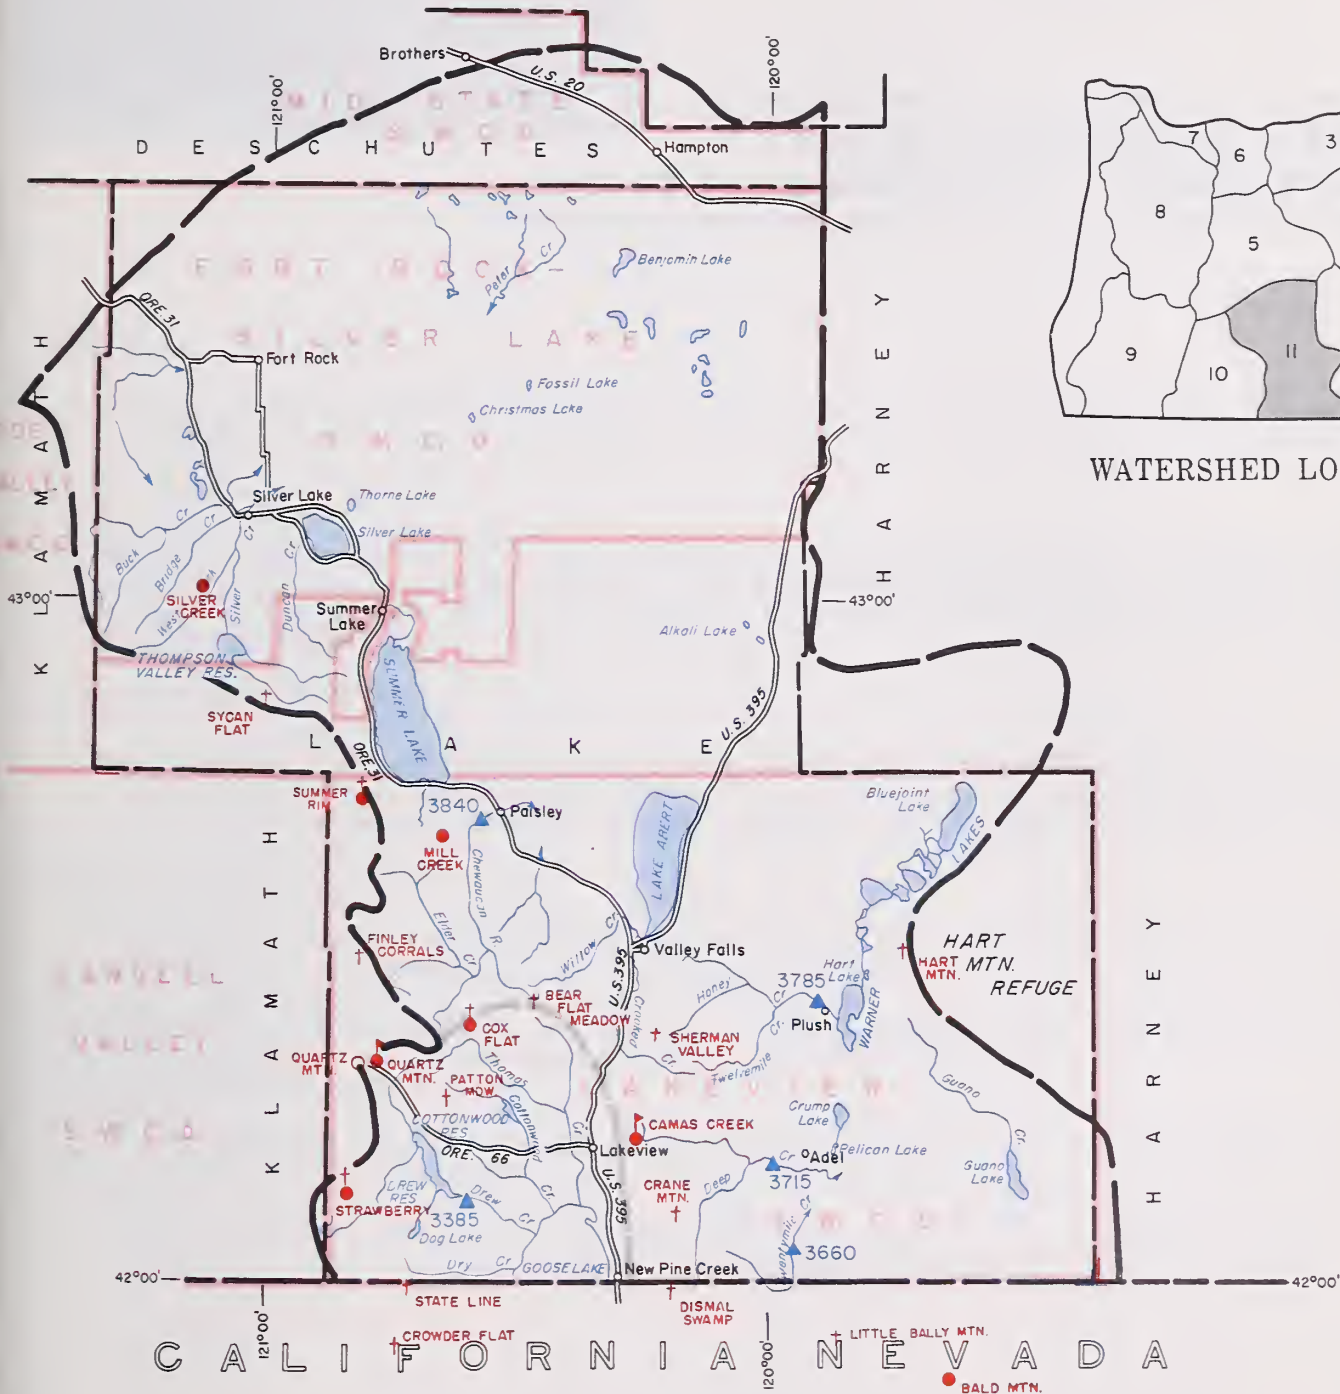 Brothers
U.S. 20
120°00'
121°00'
MID STATE
SWCD
DESCHUTES
Hampton
7
6
3
8
5
9
10
11
WATERSHED LO
FORT ROCK-
SILVER LAKE
SWCD
Peter Cr
Benjamin Lake
ORE. 31
Fort Rock
Fossil Lake
Christmas Lake
KLAMATH
HARNEY
Silver Lake
Thorne Lake
Silver Lake
Buck Cr
Bridge Cr
Silver Cr
Duncan Cr
SILVER
CREEK
43°00'
43°00'
Summer
Lake
Alkali Lake
THOMPSON
VALLEY RES.
SUMMER LAKE
SYCAN
FLAT
LAKE
U.S. 395
ORE. 31
SUMMER
RIM
3840
Paisley
Bluejoint
Lake
MILL
CREEK
LAKE ABERT
LAKES
KLAMATH
HARNEY
Chewaucan R.
Elder Cr
Willow Cr
FINLEY
CORRALS
Valley Falls
U.S. 395
HART
MTN.
REFUGE
HART
MTN.
Hart
Lake
3785
Plush
WARNER
Honey Cr
Crooked Cr
BEAR
FLAT
MEADOW
COX
FLAT
SHERMAN
VALLEY
Twelvemile Cr
VALLEY
LAKEVIEW
QUARTZ
MTN.
QUARTZ
MTN.
PATTON
MDW
Thomas Cr
Cottonwood Cr
COTTONWOOD
RES
Guano Cr
Crump
Lake
CAMAS CREEK
ORE. 66
Lakeview
Cr
Adel
Pelican Lake
3715
Deep
Guano
Lake
CRANE
MTN.
DREW
RES
STRAWBERRY
Drew Cr
3385
Dog Lake
U.S. 395
3660
Dry Cr
GOOSE LAKE
New Pine Creek
42°00'
42°00'
STATE LINE
DISMAL
SWAMP
121°00'
120°00'
CROWDER FLAT
LITTLE BALLY MTN.
CALIFORNIA
NEVADA
BALD MTN.